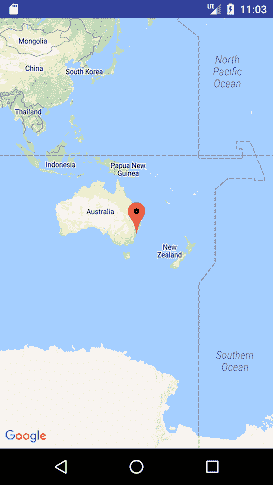 11:03
Mongolia
North
Pacific
Ocean
China
South Korea
Thailand
Indonesia
Papua New
Guinea
Australia
New
Zealand
Southern
Ocean
Google